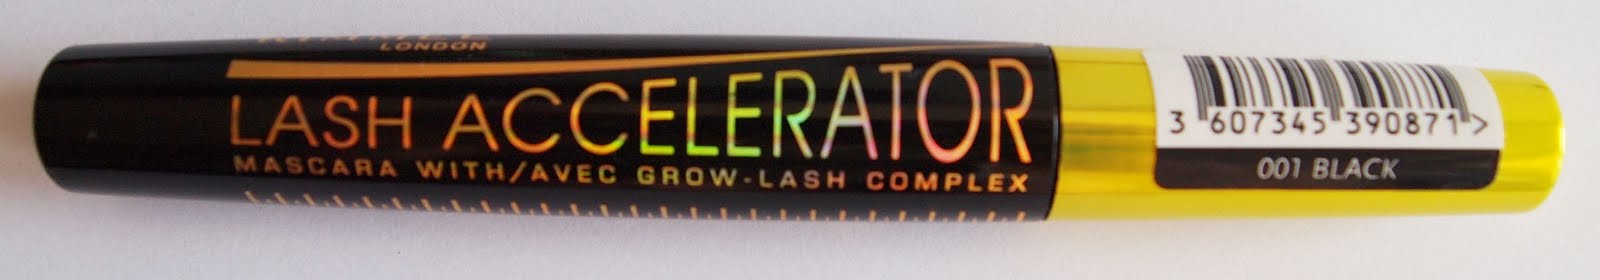 LONDON
LASH ACCELERATOR
MASCARA WITH/AVEC GROW-LASH COMPLEX
3 607345 390871>
001 BLACK